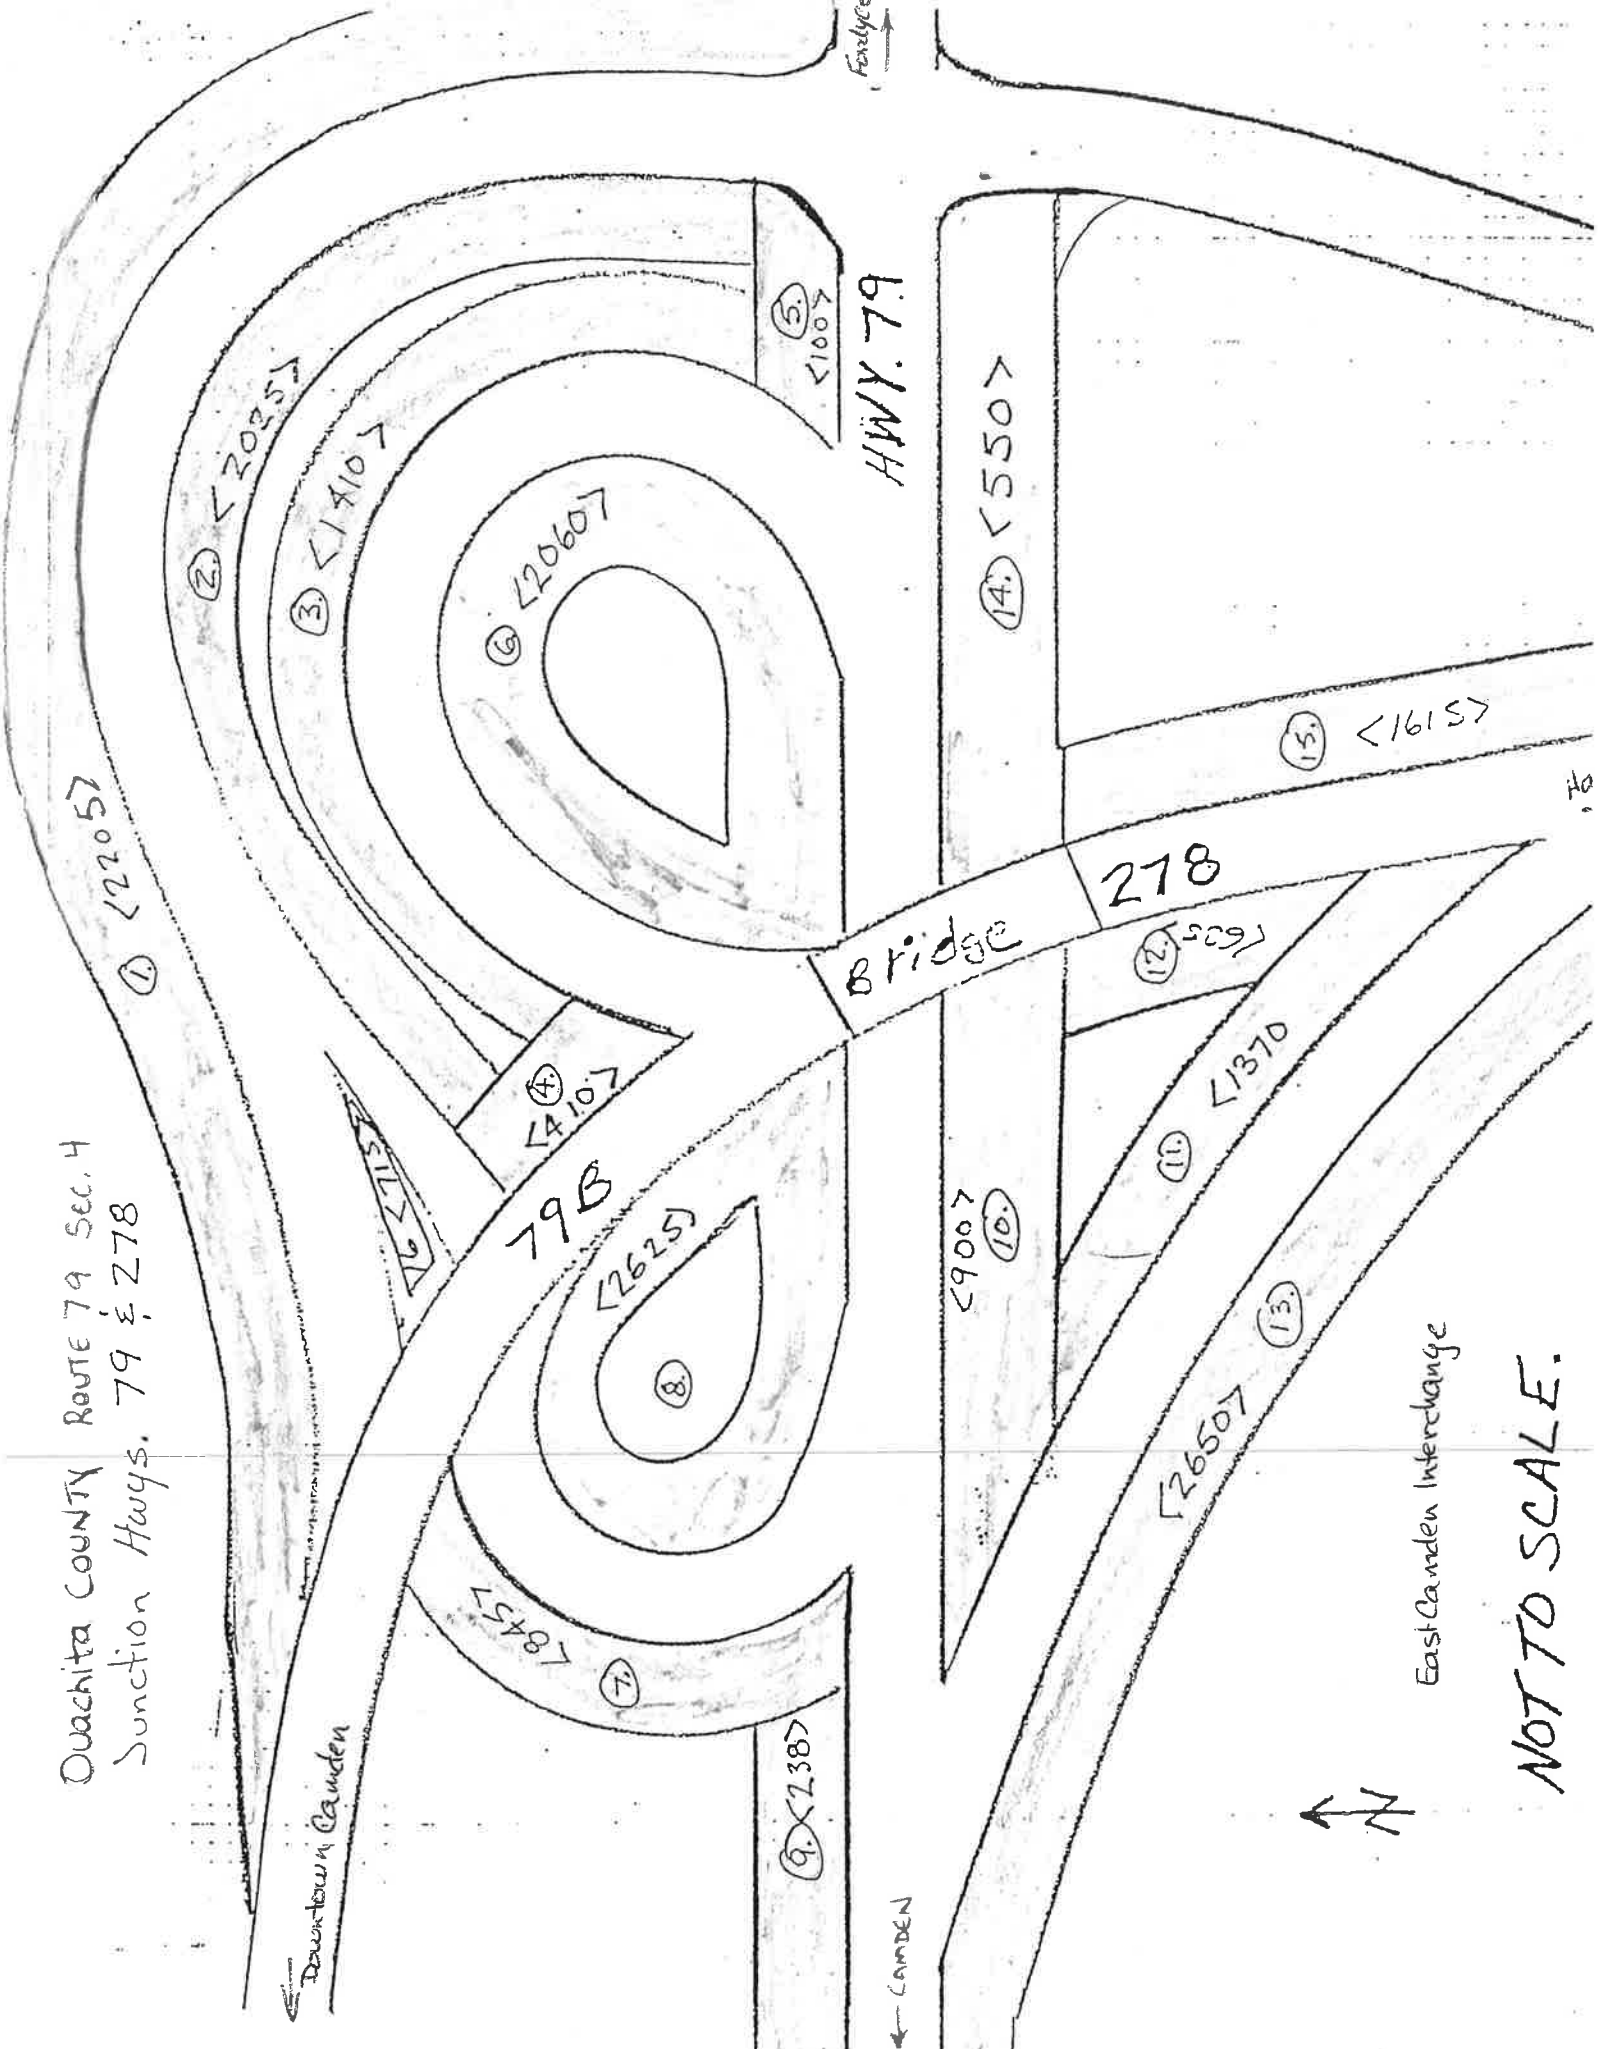 Ouachita COUNTY ROUTE 79 Sec. 4
Junction Hwys. 79 & 278
1. <2205>
2. <2025>
3. <1410>
4.
<410>
5.
<100>
6. <2060>
<845>
7.
<2625>
8.
9. <238>
<900>
10.
11. <1370
12.
13.
<2650>
14. <550>
15. <1615>
HWY. 79
79B
Bridge
278
Fordyce
← Downtown Camden
← CAMDEN
East Camden Interchange
N
NOT TO SCALE.